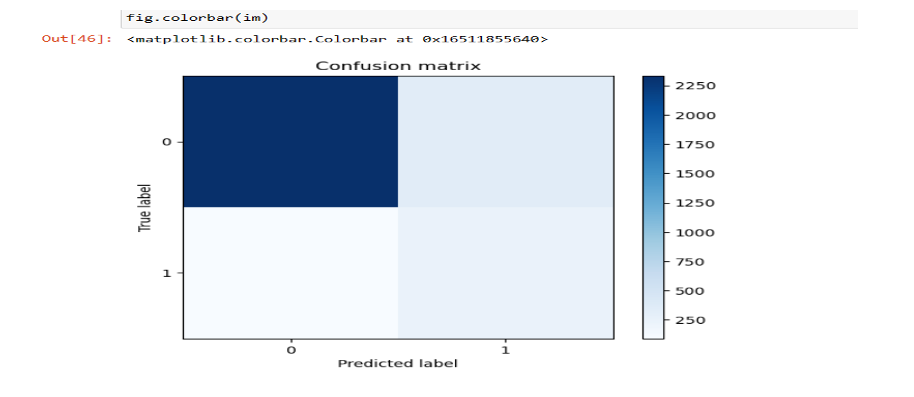 fig.colorbar(im)
Out[46]: <matplotlib.colorbar.Colorbar at 0x16511855640>
Confusion matrix
True label
0
1
0 1
Predicted label
2250
2000
1750
1500
1250
1000
750
500
250